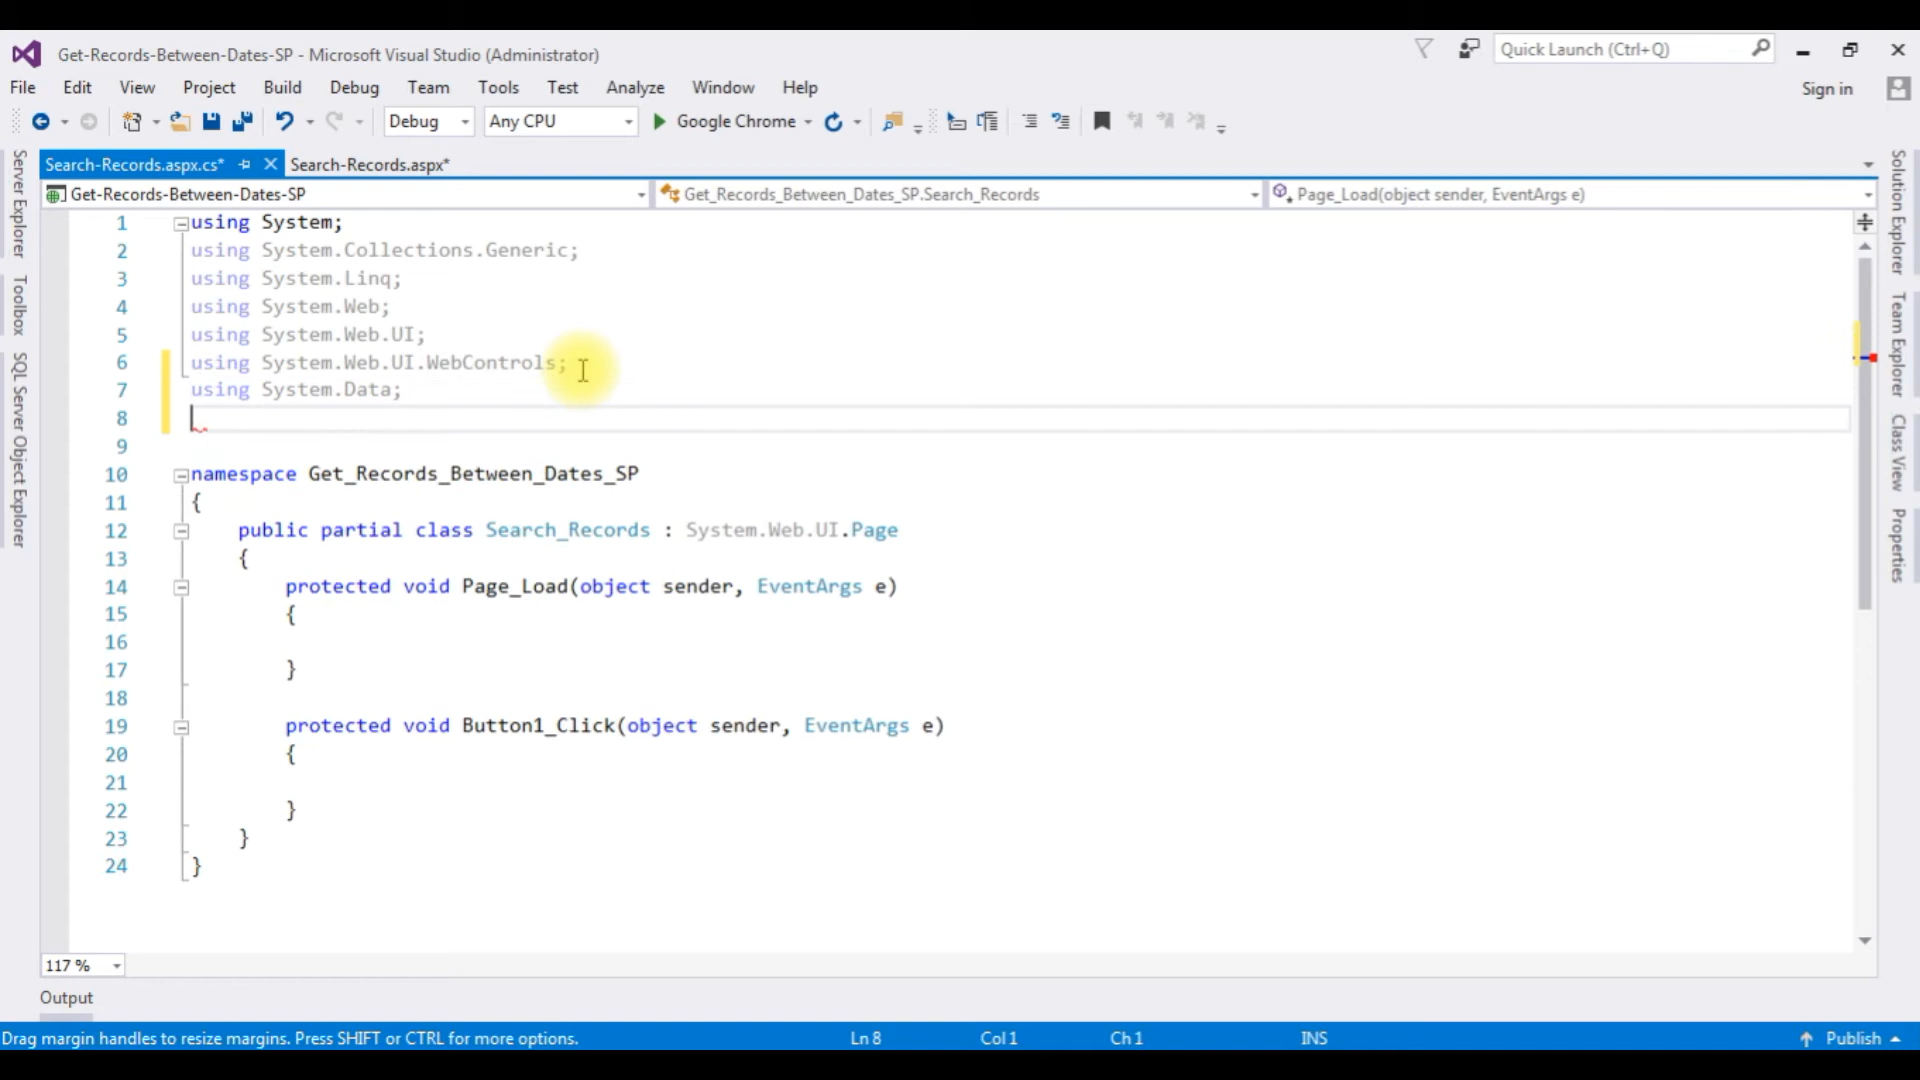 Get-Records-Between-Dates-SP - Microsoft Visual Studio (Administrator)
Quick Launch (Ctrl+Q)
File Edit View Project Build Debug Team Tools Test Analyze Window Help
Sign in
Debug Any CPU Google Chrome
Search-Records.aspx.cs* Search-Records.aspx*
Get-Records-Between-Dates-SP Get_Records_Between_Dates_SP.Search_Records Page_Load(object sender, EventArgs e)
Server Explorer
Toolbox
SQL Server Object Explorer
1 using System;
2 using System.Collections.Generic;
3 using System.Linq;
4 using System.Web;
5 using System.Web.UI;
6 using System.Web.UI.WebControls;
7 using System.Data;
8
9
10 namespace Get_Records_Between_Dates_SP
11 {
12 public partial class Search_Records : System.Web.UI.Page
13 {
14 protected void Page_Load(object sender, EventArgs e)
15 {
16
17 }
18
19 protected void Button1_Click(object sender, EventArgs e)
20 {
21
22 }
23 }
24 }
Solution Explorer
Team Explorer
Class View
Properties
117 %
Output
Drag margin handles to resize margins. Press SHIFT or CTRL for more options. Ln 8 Col 1 Ch 1 INS Publish